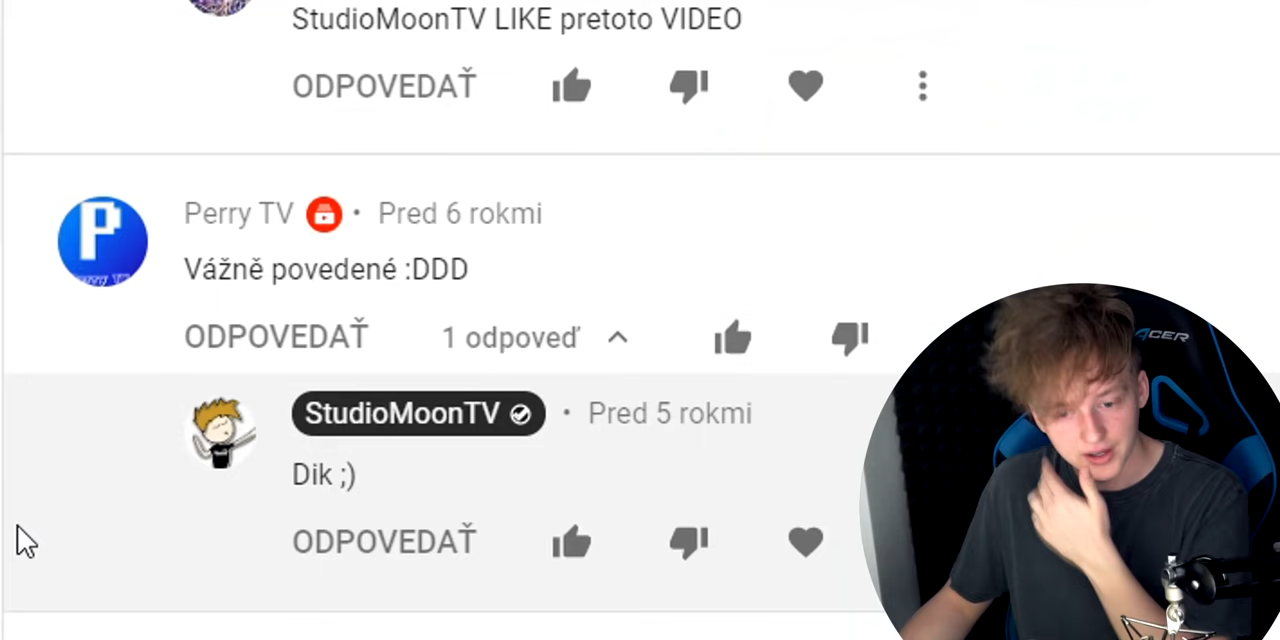 StudioMoonTV LIKE pretoto VIDEO
ODPOVEDAŤ
Perry TV • Pred 6 rokmi
Vážně povedené :DDD
ODPOVEDAŤ 1 odpoveď
StudioMoonTV • Pred 5 rokmi
Dik ;)
ODPOVEDAŤ
ACER